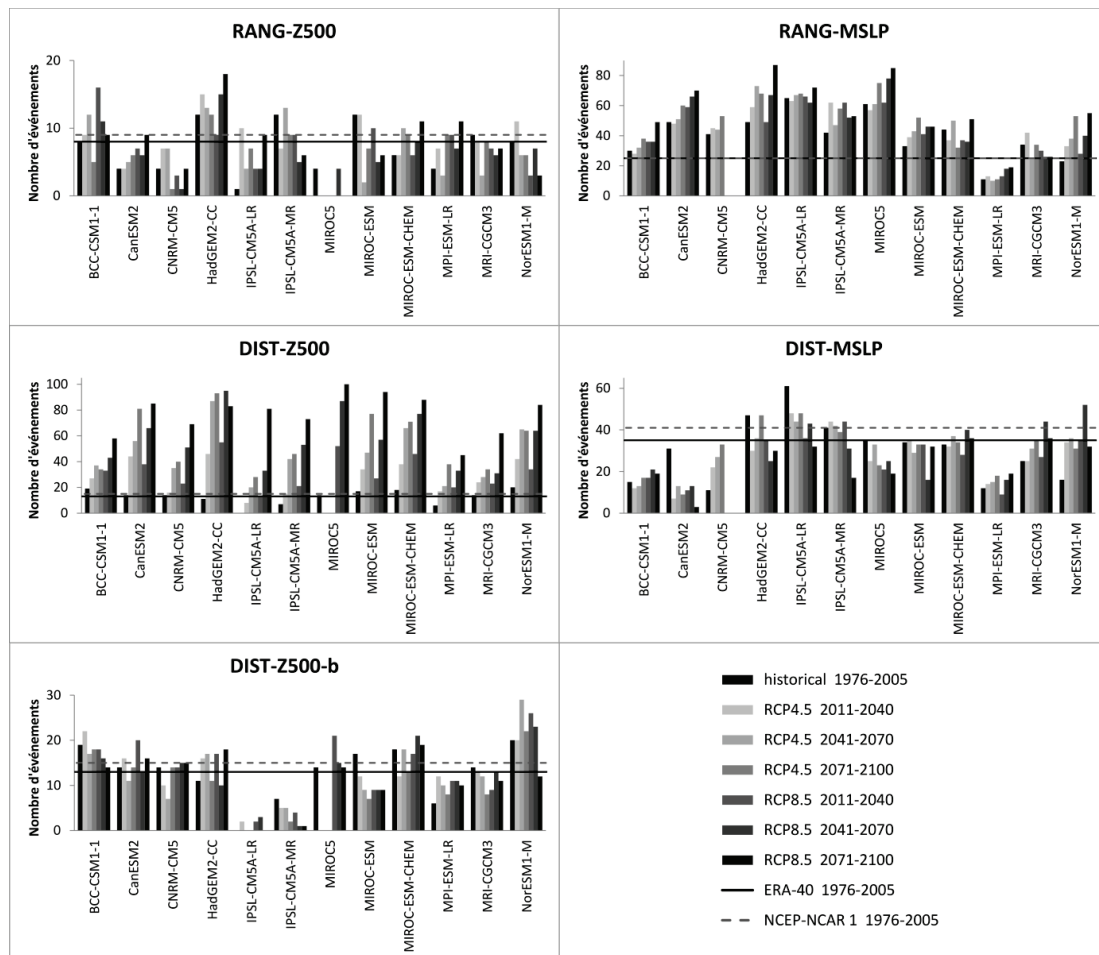 RANG-Z500
Nombre d'événements
20
10
0
BCC-CSM1-1
CanESM2
CNRM-CM5
HadGEM2-CC
IPSL-CM5A-LR
IPSL-CM5A-MR
MIROC5
MIROC-ESM
MIROC-ESM-CHEM
MPI-ESM-LR
MRI-CGCM3
NorESM1-M
RANG-MSLP
Nombre d'événements
80
60
40
20
0
BCC-CSM1-1
CanESM2
CNRM-CM5
HadGEM2-CC
IPSL-CM5A-LR
IPSL-CM5A-MR
MIROC5
MIROC-ESM
MIROC-ESM-CHEM
MPI-ESM-LR
MRI-CGCM3
NorESM1-M
DIST-Z500
Nombre d'événements
100
80
60
40
20
0
BCC-CSM1-1
CanESM2
CNRM-CM5
HadGEM2-CC
IPSL-CM5A-LR
IPSL-CM5A-MR
MIROC5
MIROC-ESM
MIROC-ESM-CHEM
MPI-ESM-LR
MRI-CGCM3
NorESM1-M
DIST-MSLP
Nombre d'événements
60
40
20
0
BCC-CSM1-1
CanESM2
CNRM-CM5
HadGEM2-CC
IPSL-CM5A-LR
IPSL-CM5A-MR
MIROC5
MIROC-ESM
MIROC-ESM-CHEM
MPI-ESM-LR
MRI-CGCM3
NorESM1-M
DIST-Z500-b
Nombre d'événements
30
20
10
0
BCC-CSM1-1
CanESM2
CNRM-CM5
HadGEM2-CC
IPSL-CM5A-LR
IPSL-CM5A-MR
MIROC5
MIROC-ESM
MIROC-ESM-CHEM
MPI-ESM-LR
MRI-CGCM3
NorESM1-M
historical 1976-2005
RCP4.5 2011-2040
RCP4.5 2041-2070
RCP4.5 2071-2100
RCP8.5 2011-2040
RCP8.5 2041-2070
RCP8.5 2071-2100
ERA-40 1976-2005
NCEP-NCAR 1 1976-2005